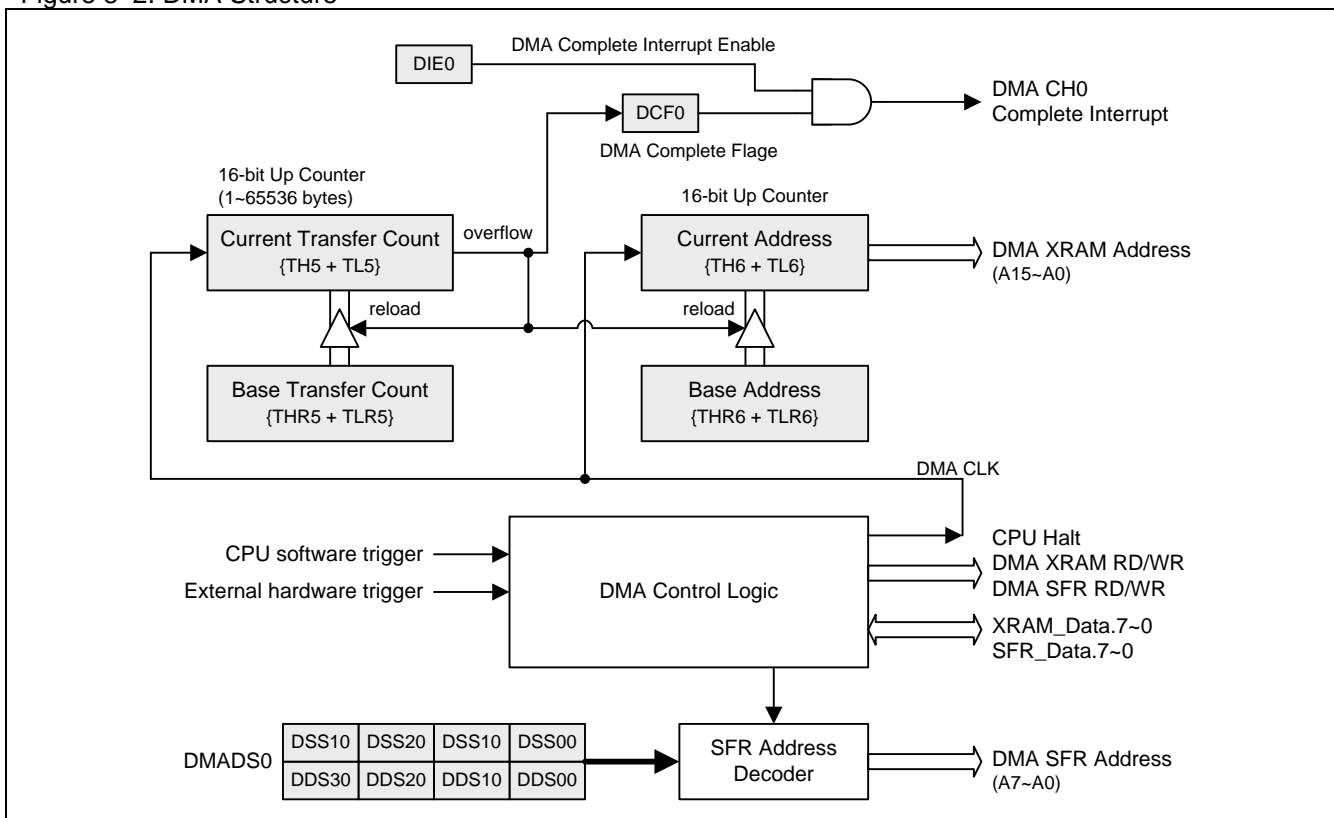 Figure 8-2. DMA Structure
DMA Complete Interrupt Enable
DIE0
DMA CH0
Complete Interrupt
DCF0
DMA Complete Flage
16-bit Up Counter
(1~65536 bytes)
16-bit Up Counter
Current Transfer Count
{TH5 + TL5}
overflow
Current Address
{TH6 + TL6}
DMA XRAM Address
(A15~A0)
reload
reload
Base Transfer Count
{THR5 + TLR5}
Base Address
{THR6 + TLR6}
DMA CLK
CPU software trigger
External hardware trigger
DMA Control Logic
CPU Halt
DMA XRAM RD/WR
DMA SFR RD/WR
XRAM_Data.7~0
SFR_Data.7~0
DMADS0
DSS10 DSS20 DSS10 DSS00
DDS30 DDS20 DDS10 DDS00
SFR Address
Decoder
DMA SFR Address
(A7~A0)